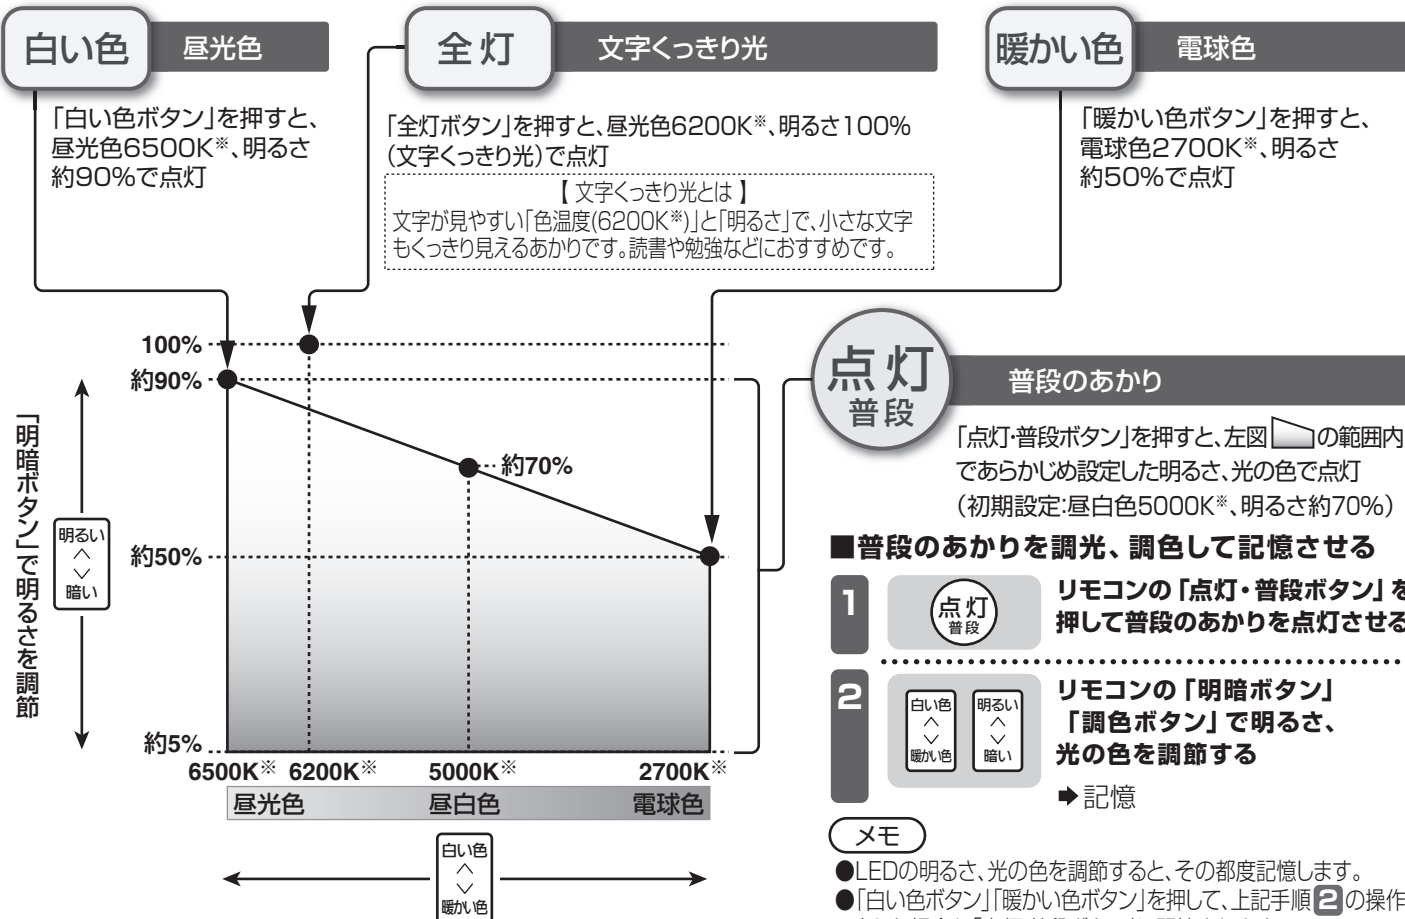 白い色
昼光色
「白い色ボタン」を押すと、
昼光色6500K※、明るさ
約90%で点灯
全灯
文字くっきり光
「全灯ボタン」を押すと、昼光色6200K※、明るさ100%
(文字くっきり光)で点灯
【 文字くっきり光とは 】
文字が見やすい「色温度(6200K※)」と「明るさ」で、小さな文字
もくっきり見えるあかりです。読書や勉強などにおすすめです。
暖かい色
電球色
「暖かい色ボタン」を押すと、
電球色2700K※、明るさ
約50%で点灯
「明暗ボタン」で明るさを調節
明るい
暗い
100%
約90%
約70%
約50%
約5%
6500K※ 6200K※ 5000K※ 2700K※
昼光色 昼白色 電球色
白い色
暖かい色
点灯
普段
普段のあかり
「点灯・普段ボタン」を押すと、左図の範囲内
であらかじめ設定した明るさ、光の色で点灯
(初期設定:昼白色5000K※、明るさ約70%)
■普段のあかりを調光、調色して記憶させる
1
点灯
普段
リモコンの「点灯・普段ボタン」を
押して普段のあかりを点灯させる
2
白い色
暖かい色
明るい
暗い
リモコンの「明暗ボタン」
「調色ボタン」で明るさ、
光の色を調節する
➡記憶
メモ
●LEDの明るさ、光の色を調節すると、その都度記憶します。
●「白い色ボタン」「暖かい色ボタン」を押して、上記手順2の操作